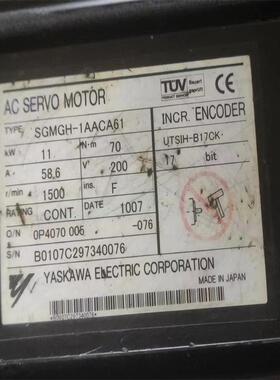 TÜV
CE
AC SERVO MOTOR
TYPE SGMGH-1AACA61
INCR. ENCODER
kW 11 N·m 70
UTSIH-B17CK
A 58.6 V 200
17 bit
r/min 1500 ins. F
RATING CONT. DATE 1007
O/N 0P4070 006 -076
S/N B0107C297340076
YASKAWA ELECTRIC CORPORATION
MADE IN JAPAN
*B0107C297340076*